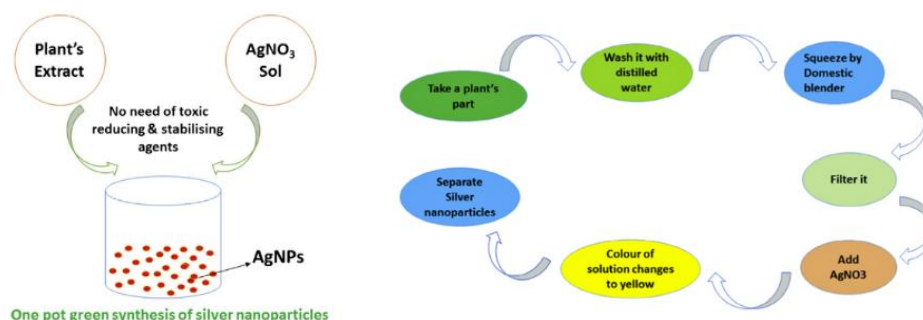 Plant's
Extract
AgNO₃
Sol
No need of toxic
reducing & stabilising
agents
AgNPs
One pot green synthesis of silver nanoparticles
Take a plant's
part
Wash it with
distilled
water
Squeeze by
Domestic
blender
Filter it
Add
AgNO3
Colour of
solution changes
to yellow
Separate
Silver
nanoparticles